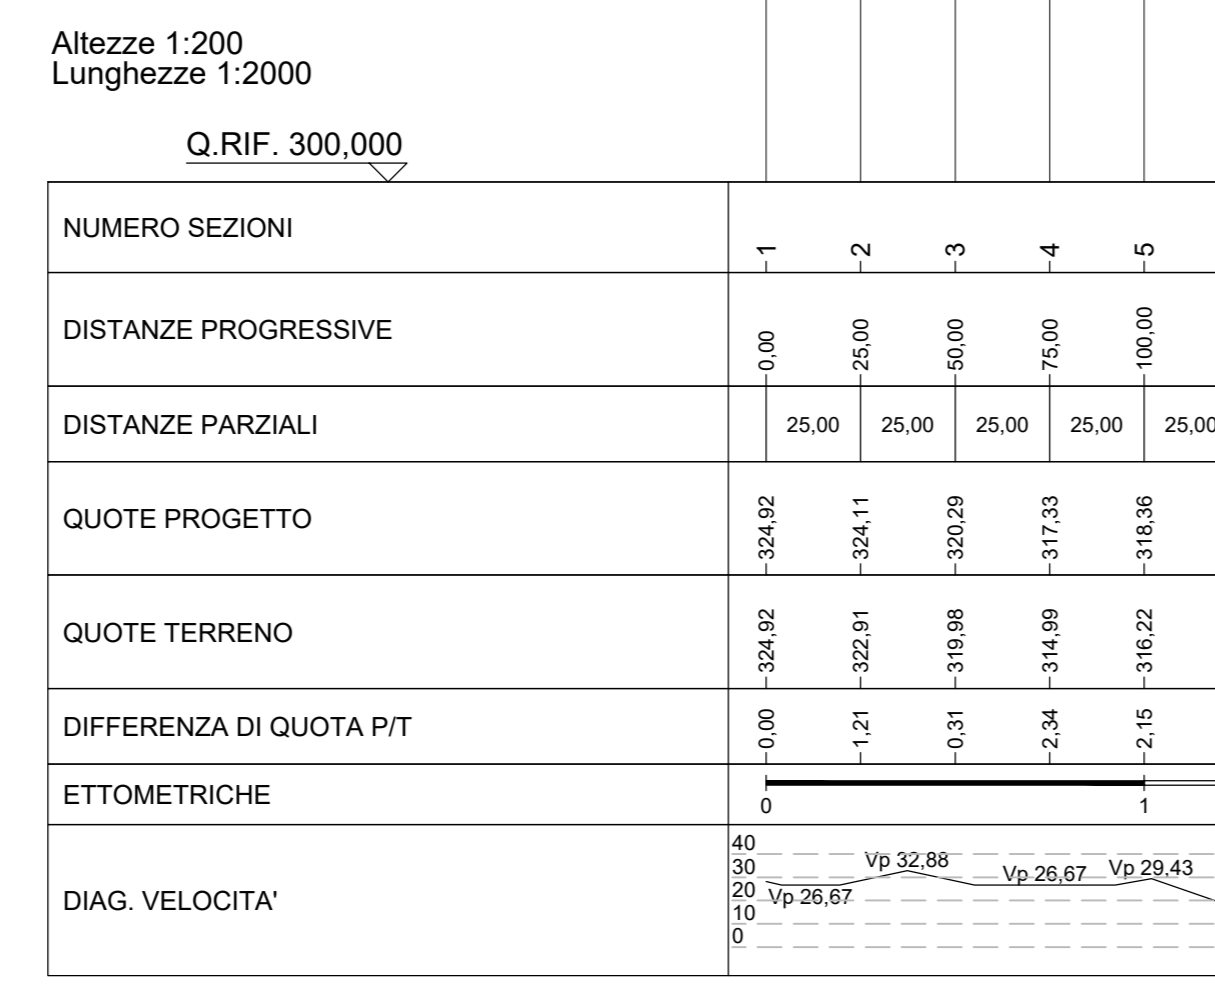 Altezze 1:200
Lunghezze 1:2000
Q.RIF. 300,000
NUMERO SEZIONI 1 2 3 4 5
DISTANZE PROGRESSIVE 0,00 25,00 50,00 75,00 100,00
DISTANZE PARZIALI 25,00 25,00 25,00 25,00 25,00
QUOTE PROGETTO 324,92 324,11 320,29 317,33 318,36
QUOTE TERRENO 324,92 322,91 319,98 314,99 316,22
DIFFERENZA DI QUOTA P/T 0,00 1,21 0,31 2,34 2,15
ETTOMETRICHE 0 1
DIAG. VELOCITA'
40
30
20
10
0
Vp 26,67
Vp 32,88
Vp 26,67
Vp 29,43